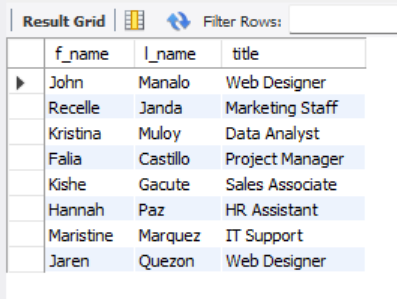 Result Grid Filter Rows:
f_name l_name title
John Manalo Web Designer
Recelle Janda Marketing Staff
Kristina Muloy Data Analyst
Falia Castillo Project Manager
Kishe Gacute Sales Associate
Hannah Paz HR Assistant
Maristine Marquez IT Support
Jaren Quezon Web Designer